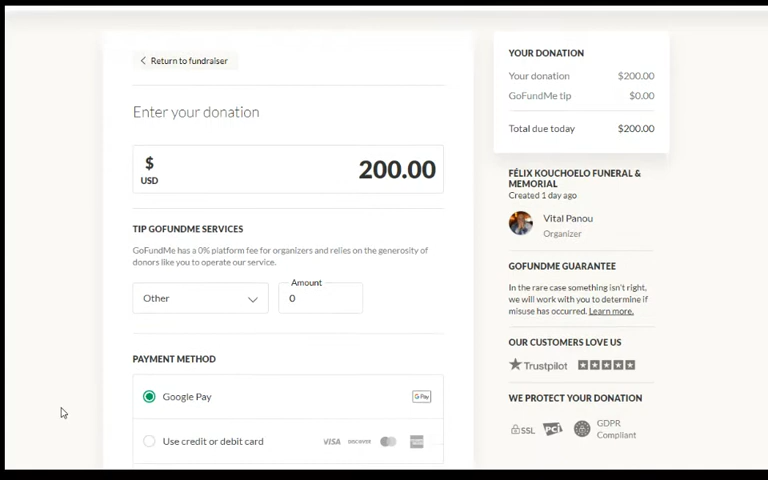 Return to fundraiser
Enter your donation
$
USD
200.00
TIP GOFUNDME SERVICES
GoFundMe has a 0% platform fee for organizers and relies on the generosity of
donors like you to operate our service.
Other
Amount
0
PAYMENT METHOD
Google Pay
G Pay
Use credit or debit card
VISA
DISCOVER
YOUR DONATION
Your donation $200.00
GoFundMe tip $0.00
Total due today $200.00
FÉLIX KOUCHOELO FUNERAL &
MEMORIAL
Created 1 day ago
Vital Panou
Organizer
GOFUNDME GUARANTEE
In the rare case something isn't right,
we will work with you to determine if
misuse has occurred. Learn more.
OUR CUSTOMERS LOVE US
Trustpilot
WE PROTECT YOUR DONATION
SSL
PCI
GDPR
Compliant